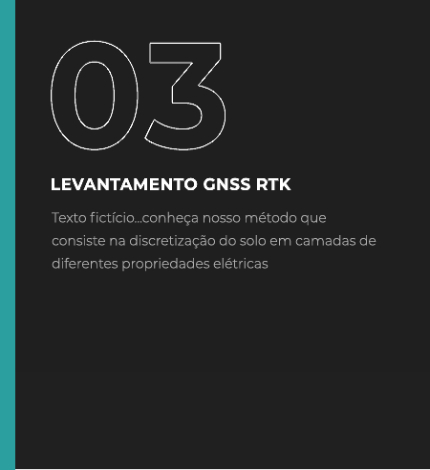 03
LEVANTAMENTO GNSS RTK
Texto fictício...conheça nosso método que
consiste na discretização do solo em camadas de
diferentes propriedades elétricas